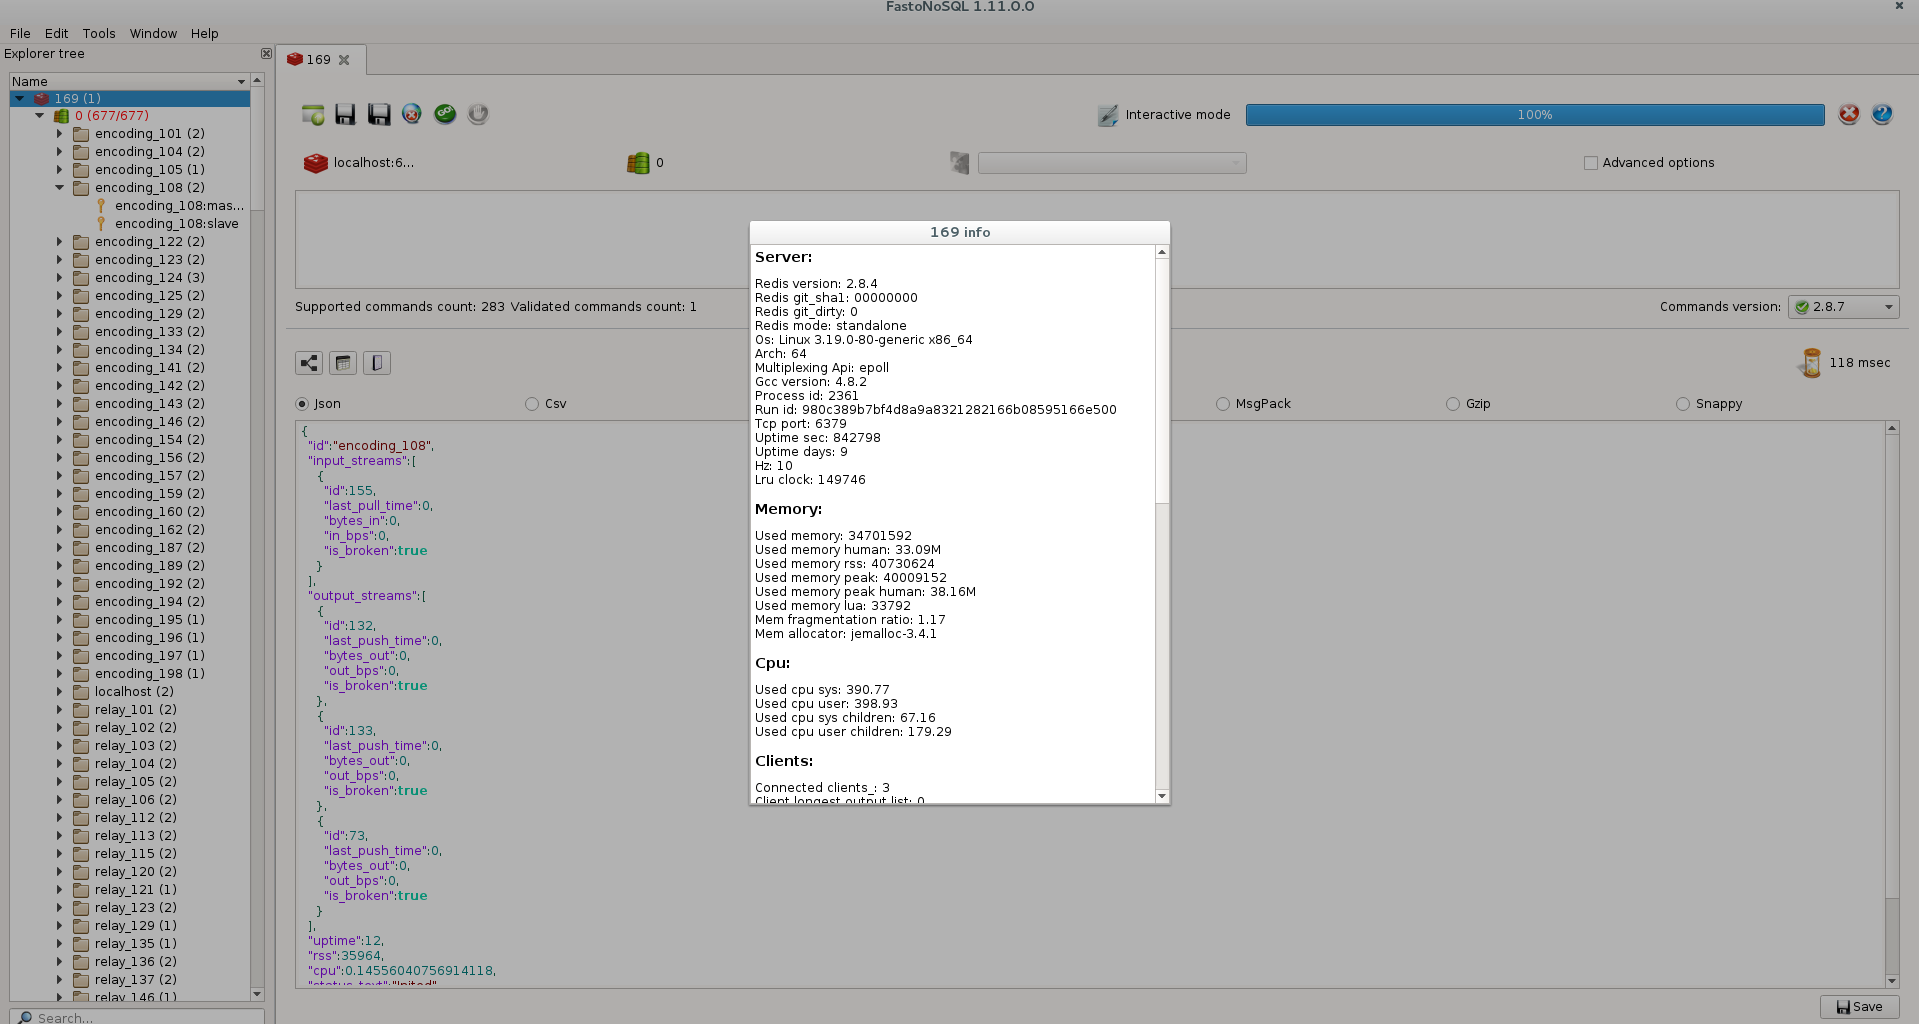 FastoNoSQL 1.11.0.0
File Edit Tools Window Help
Explorer tree
Name
169 (1)
0 (677/677)
encoding_101 (2)
encoding_104 (2)
encoding_105 (1)
encoding_108 (2)
encoding_108:mas...
encoding_108:slave
encoding_122 (2)
encoding_123 (2)
encoding_124 (3)
encoding_125 (2)
encoding_129 (2)
encoding_133 (2)
encoding_134 (2)
encoding_141 (2)
encoding_142 (2)
encoding_143 (2)
encoding_146 (2)
encoding_154 (2)
encoding_156 (2)
encoding_157 (2)
encoding_159 (2)
encoding_160 (2)
encoding_162 (2)
encoding_187 (2)
encoding_189 (2)
encoding_192 (2)
encoding_194 (2)
encoding_195 (1)
encoding_196 (1)
encoding_197 (1)
encoding_198 (1)
localhost (2)
relay_101 (2)
relay_102 (2)
relay_103 (2)
relay_104 (2)
relay_105 (2)
relay_106 (2)
relay_112 (2)
relay_113 (2)
relay_115 (2)
relay_120 (2)
relay_121 (1)
relay_123 (2)
relay_129 (1)
relay_135 (1)
relay_136 (2)
relay_137 (2)
relay_146 (1)
Search...
169
GO
Interactive mode
100%
localhost:6...
0
Advanced options
Supported commands count: 283 Validated commands count: 1
Commands version:
2.8.7
118 msec
Json
Csv
MsgPack
Gzip
Snappy
{
"id":"encoding_108",
"input_streams":[
{
"id":155,
"last_pull_time":0,
"bytes_in":0,
"in_bps":0,
"is_broken":true
}
],
"output_streams":[
{
"id":132,
"last_push_time":0,
"bytes_out":0,
"out_bps":0,
"is_broken":true
},
{
"id":133,
"last_push_time":0,
"bytes_out":0,
"out_bps":0,
"is_broken":true
},
{
"id":73,
"last_push_time":0,
"bytes_out":0,
"out_bps":0,
"is_broken":true
}
],
"uptime":12,
"rss":35964,
"cpu":0.14556040756914118,
"status_text":"Inited"
Save
169 info
Server:
Redis version: 2.8.4
Redis git_sha1: 00000000
Redis git_dirty: 0
Redis mode: standalone
Os: Linux 3.19.0-80-generic x86_64
Arch: 64
Multiplexing Api: epoll
Gcc version: 4.8.2
Process id: 2361
Run id: 980c389b7bf4d8a9a8321282166b08595166e500
Tcp port: 6379
Uptime sec: 842798
Uptime days: 9
Hz: 10
Lru clock: 149746
Memory:
Used memory: 34701592
Used memory human: 33.09M
Used memory rss: 40730624
Used memory peak: 40009152
Used memory peak human: 38.16M
Used memory lua: 33792
Mem fragmentation ratio: 1.17
Mem allocator: jemalloc-3.4.1
Cpu:
Used cpu sys: 390.77
Used cpu user: 398.93
Used cpu sys children: 67.16
Used cpu user children: 179.29
Clients:
Connected clients_: 3
Client longest output list: 0